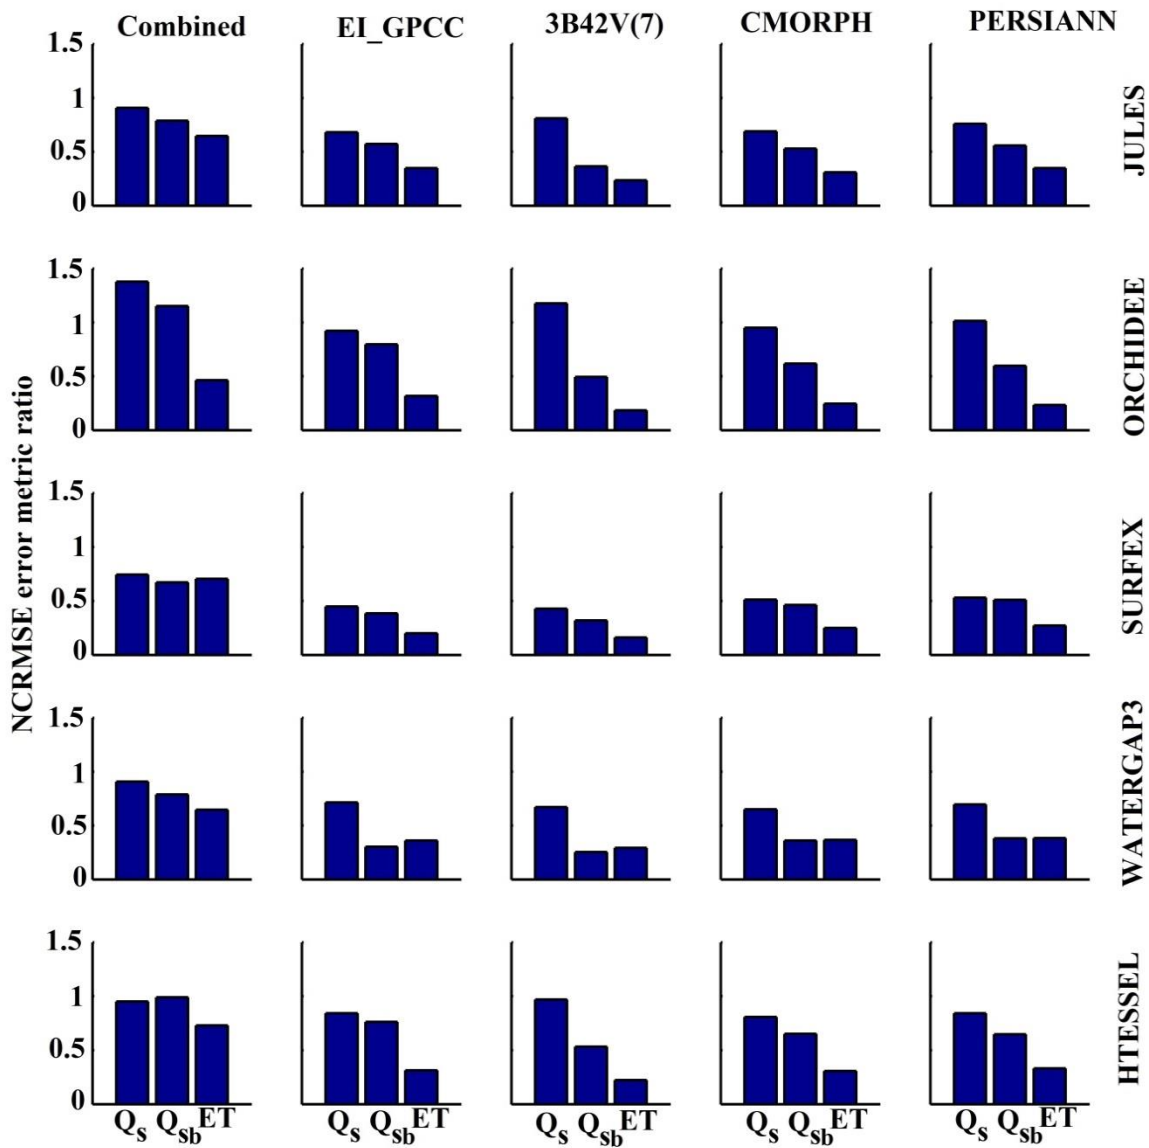 Combined EI_GPCC 3B42V(7) CMORPH PERSIANN
NCRMSE error metric ratio
1.5
1
0.5
0
JULES
1.5
1
0.5
0
ORCHIDEE
1.5
1
0.5
0
SURFEX
1.5
1
0.5
0
WATERGAP3
1.5
1
0.5
0
HTESSEL
Qs Qsb ET Qs Qsb ET Qs Qsb ET Qs Qsb ET Qs Qsb ET